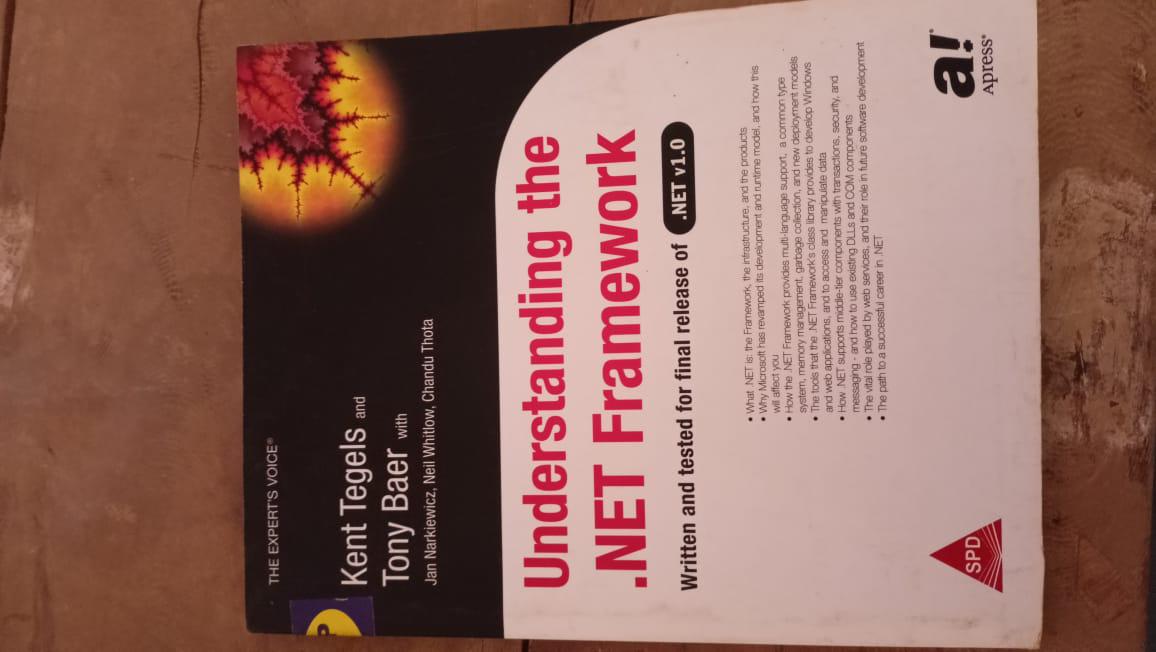 THE EXPERT'S VOICE®
Kent Tegels and
Tony Baer with
Jan Narkiewicz, Neil Whitlow, Chandu Thota
Understanding the
.NET Framework
Written and tested for final release of .NET v1.0
• What .NET is: the Framework, the infrastructure, and the products
• Why Microsoft has revamped its development and runtime model, and how this
will affect you
• How the .NET Framework provides multi-language support, a common type
system, memory management, garbage collection, and new deployment models
• The tools that the .NET Framework's class library provides to develop Windows
and web applications, and to access and manipulate data
• How .NET supports middle-tier components with transactions, security, and
messaging - and how to use existing DLLs and COM components
• The vital role played by web services, and their role in future software development
• The path to a successful career in .NET
SPD
a!
Apress®